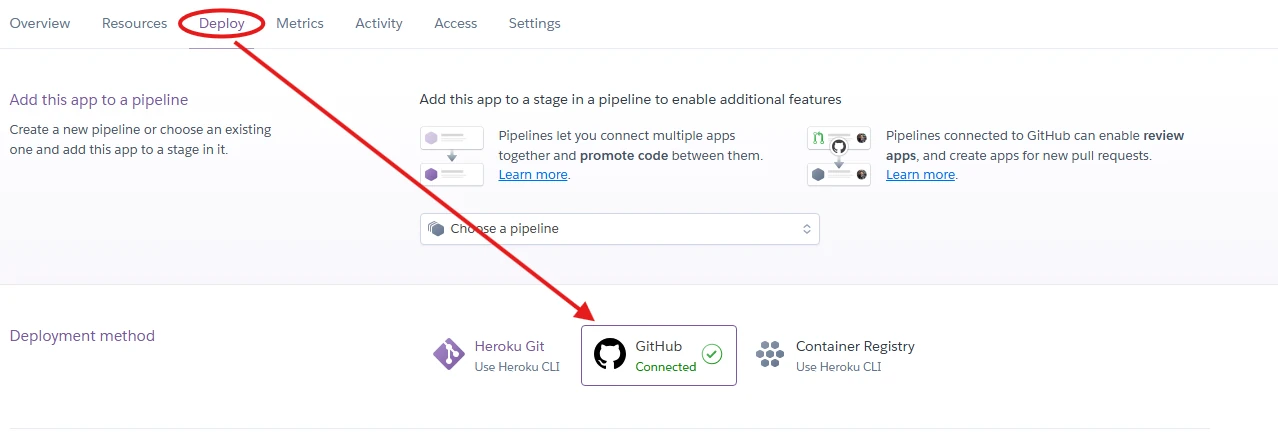 Overview Resources Deploy Metrics Activity Access Settings
Add this app to a pipeline
Create a new pipeline or choose an existing
one and add this app to a stage in it.
Add this app to a stage in a pipeline to enable additional features
Pipelines let you connect multiple apps
together and promote code between them.
Learn more.
Pipelines connected to GitHub can enable review
apps, and create apps for new pull requests.
Learn more.
Choose a pipeline
Deployment method
Heroku Git
Use Heroku CLI
GitHub
Connected
Container Registry
Use Heroku CLI